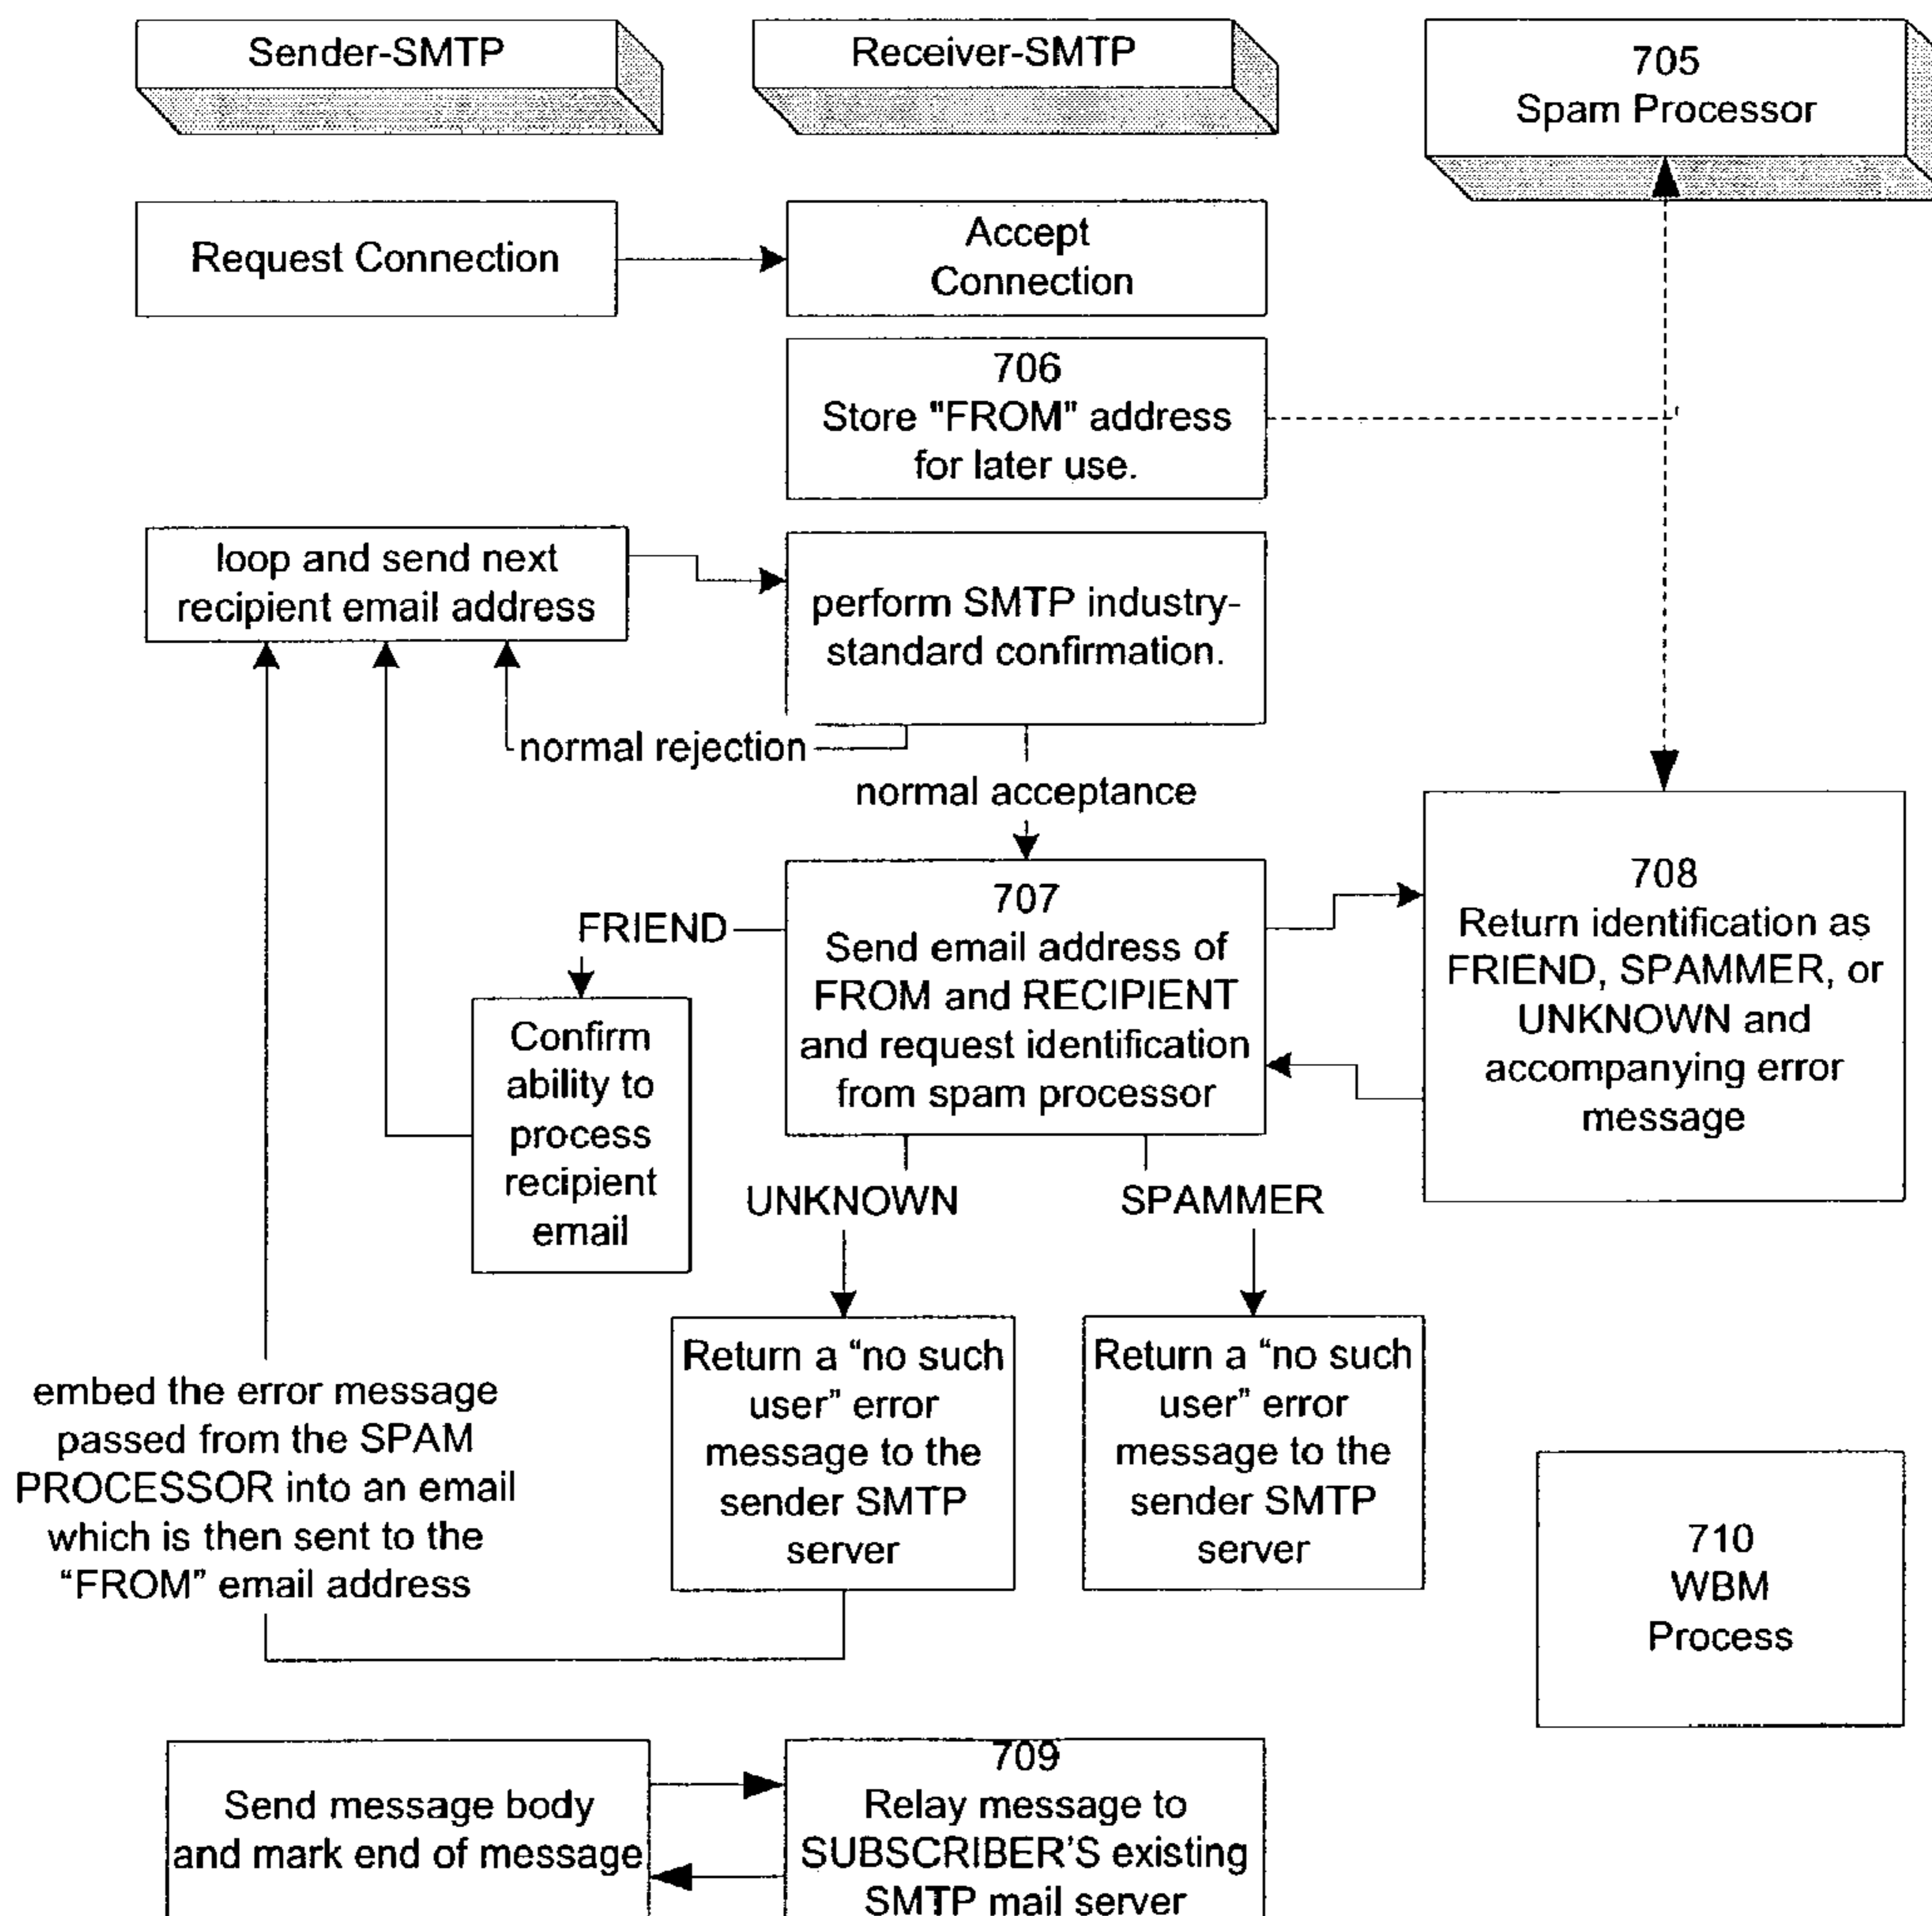 Sender-SMTP
Receiver-SMTP
705
Spam Processor
Request Connection
Accept
Connection
706
Store "FROM" address
for later use.
loop and send next
recipient email address
perform SMTP industry-
standard confirmation.
normal rejection
normal acceptance
707
Send email address of
FROM and RECIPIENT
and request identification
from spam processor
708
Return identification as
FRIEND, SPAMMER, or
UNKNOWN and
accompanying error
message
FRIEND
Confirm
ability to
process
recipient
email
UNKNOWN
SPAMMER
embed the error message
passed from the SPAM
PROCESSOR into an email
which is then sent to the
“FROM” email address
Return a “no such
user” error
message to the
sender SMTP
server
Return a “no such
user” error
message to the
sender SMTP
server
710
WBM
Process
Send message body
and mark end of message
709
Relay message to
SUBSCRIBER’S existing
SMTP mail server